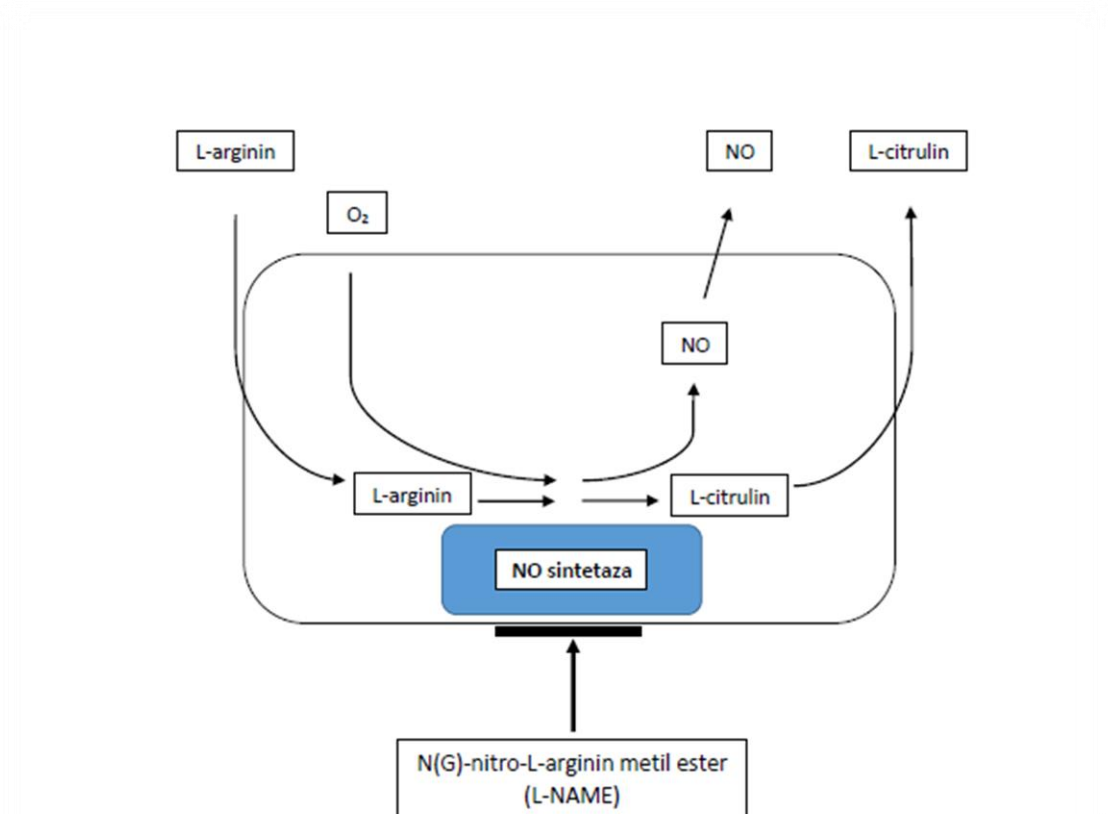 L-arginin
NO
L-citrulin
O₂
NO
L-arginin
L-citrulin
NO sintetaza
N(G)-nitro-L-arginin metil ester
(L-NAME)